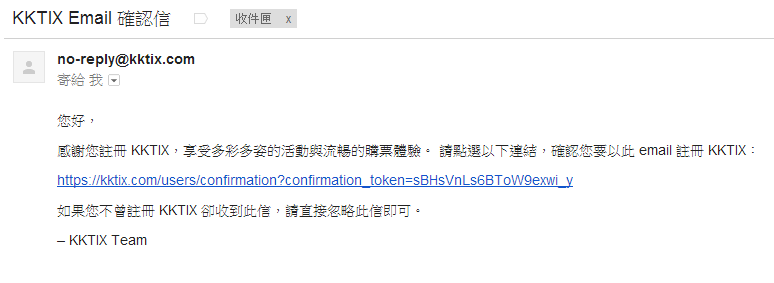 KKTIX Email 確認信 收件匣 x
no-reply@kktix.com
寄給 我
您好，
感謝您註冊 KKTIX，享受多彩多姿的活動與流暢的購票體驗。 請點選以下連結，確認您要以此 email 註冊 KKTIX：
https://kktix.com/users/confirmation?confirmation_token=sBHsVnLs6BToW9exwi_y
如果您不曾註冊 KKTIX 卻收到此信，請直接忽略此信即可。
– KKTIX Team